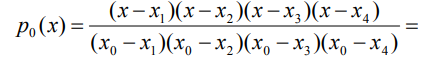 p₀(x) = (x−x₁)(x−x₂)(x−x₃)(x−x₄) / (x₀−x₁)(x₀−x₂)(x₀−x₃)(x₀−x₄) =